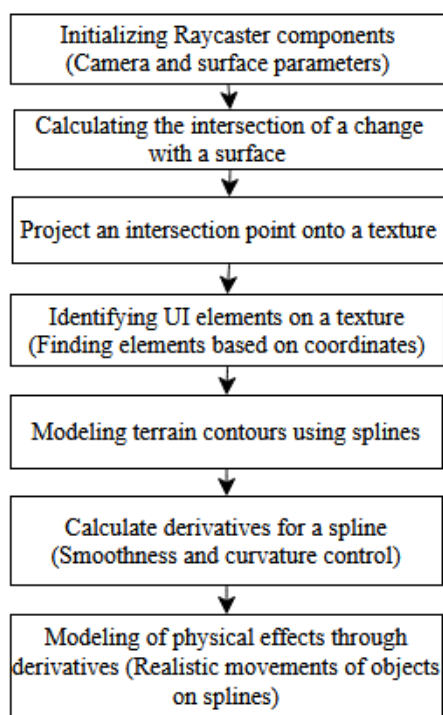 Initializing Raycaster components
(Camera and surface parameters)
Calculating the intersection of a change
with a surface
Project an intersection point onto a texture
Identifying UI elements on a texture
(Finding elements based on coordinates)
Modeling terrain contours using splines
Calculate derivatives for a spline
(Smoothness and curvature control)
Modeling of physical effects through
derivatives (Realistic movements of objects
on splines)